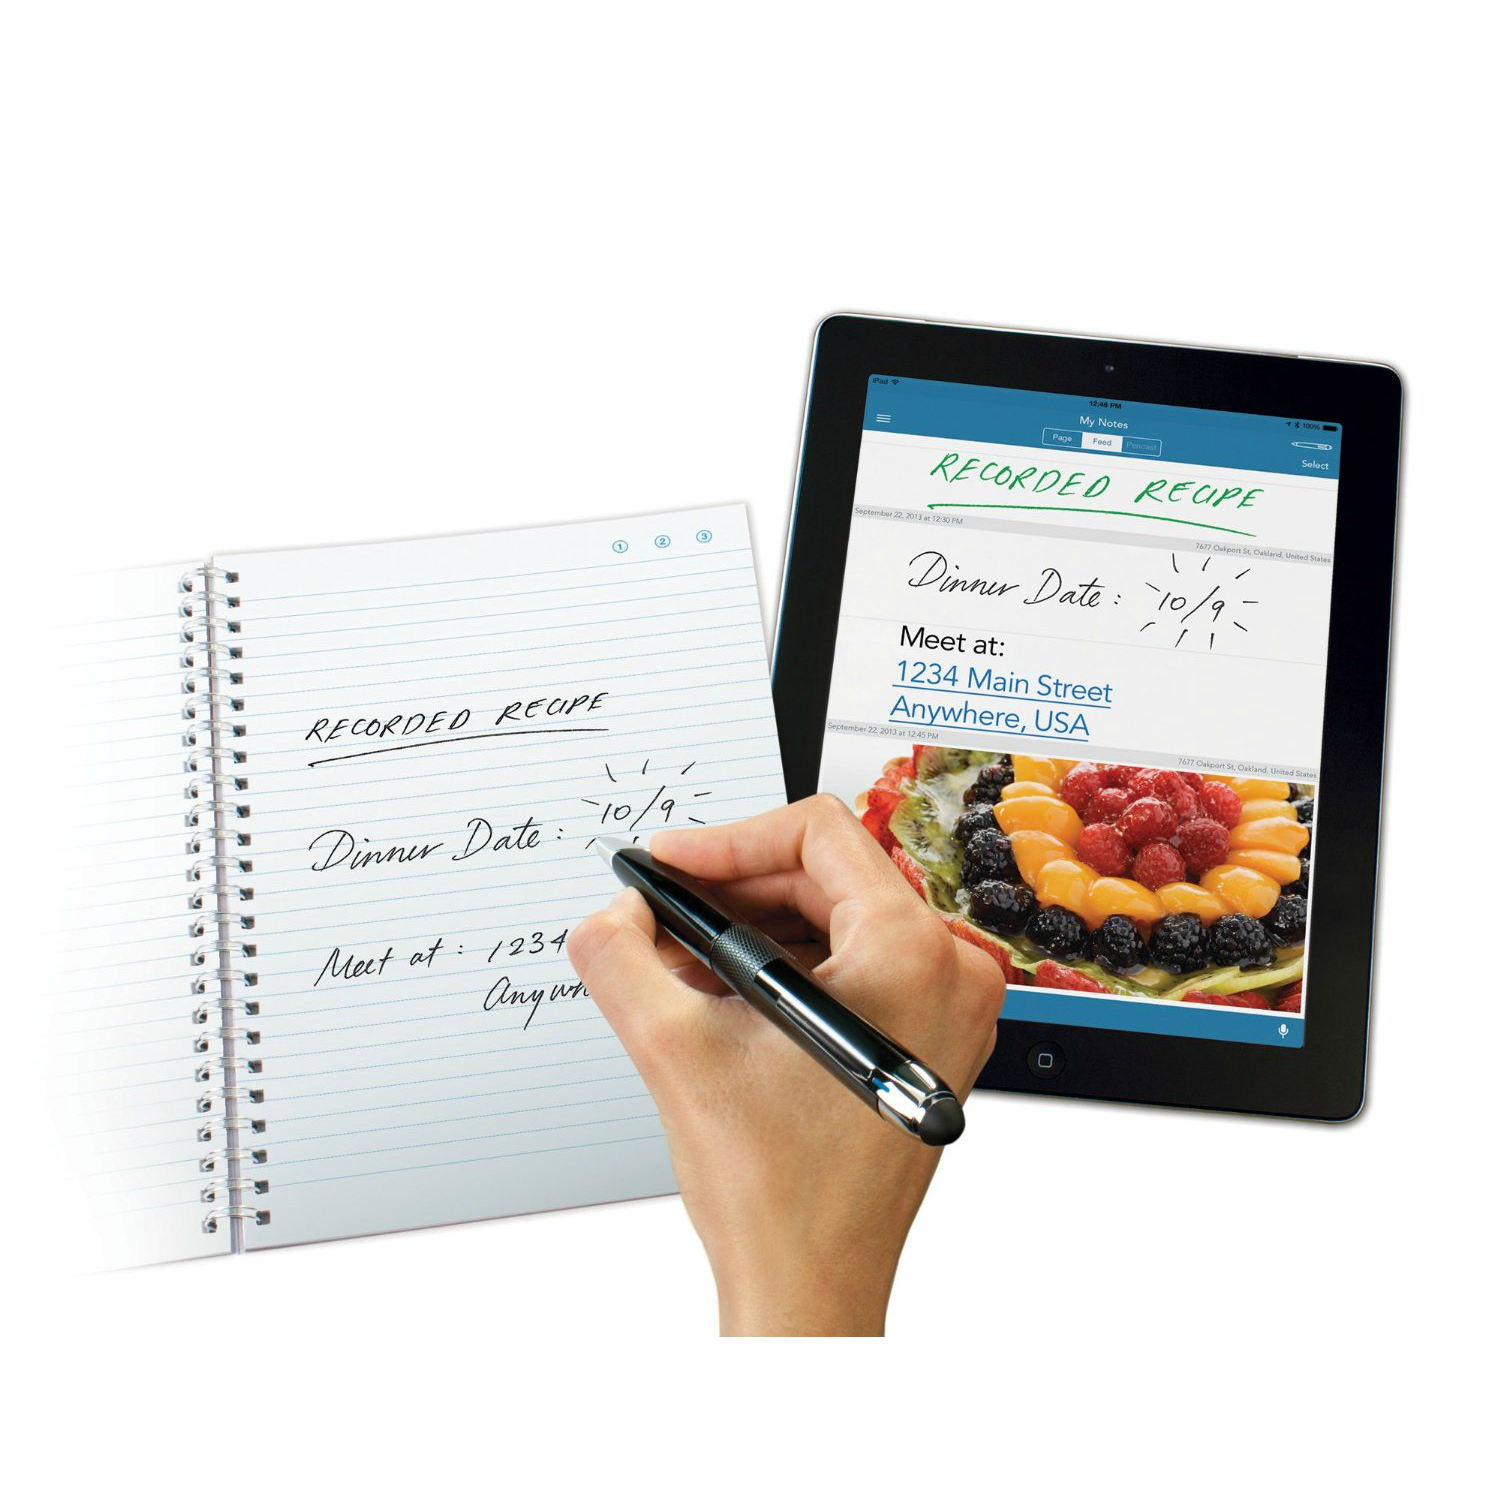 1 2 3
RECORDED RECIPE
Dinner Date: 10/9
Meet at: 1234
Anywh
iPad
12:46 PM
100%
My Notes
Page Feed Pencast
Select
RECORDED RECIPE
September 22, 2013 at 12:30 PM
7677 Oakport St, Oakland, United States
Dinner Date: 10/9
Meet at:
1234 Main Street
Anywhere, USA
September 22, 2013 at 12:45 PM
7677 Oakport St, Oakland, United States